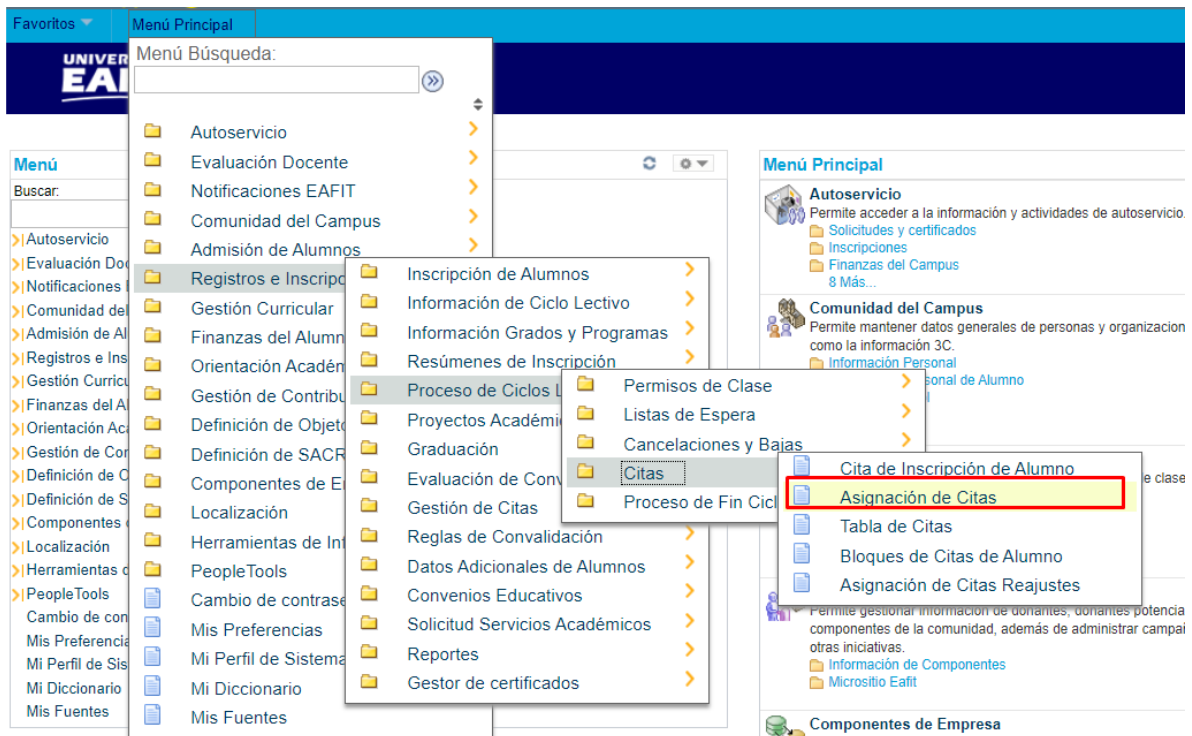 Favoritos
Menú Principal
UNIVER
EAI
Menú Búsqueda:
Autoservicio
Evaluación Docente
Notificaciones EAFIT
Comunidad del Campus
Admisión de Alumnos
Registros e Inscripc
Gestión Curricular
Finanzas del Alumn
Orientación Académ
Gestión de Contribu
Definición de Objeto
Definición de SACR
Componentes de E
Localización
Herramientas de Inf
PeopleTools
Cambio de contrase
Mis Preferencias
Mi Perfil de Sistema
Mi Diccionario
Mis Fuentes
Menú
Buscar:
Autoservicio
Evaluación Doc
Notificaciones
Comunidad del
Admisión de Al
Registros e Ins
Gestión Curricu
Finanzas del Al
Orientación Aca
Gestión de Con
Definición de O
Definición de S
Componentes
Localización
Herramientas d
PeopleTools
Cambio de con
Mis Preferencia
Mi Perfil de Sis
Mi Diccionario
Mis Fuentes
Inscripción de Alumnos
Información de Ciclo Lectivo
Información Grados y Programas
Resúmenes de Inscripción
Proceso de Ciclos L
Proyectos Académi
Graduación
Evaluación de Conv
Gestión de Citas
Reglas de Convalidación
Datos Adicionales de Alumnos
Convenios Educativos
Solicitud Servicios Académicos
Reportes
Gestor de certificados
Permisos de Clase
Listas de Espera
Cancelaciones y Bajas
Citas
Proceso de Fin Cicl
Cita de Inscripción de Alumno
Asignación de Citas
Tabla de Citas
Bloques de Citas de Alumno
Asignación de Citas Reajustes
Menú Principal
Autoservicio
Permite acceder a la información y actividades de autoservicio.
Solicitudes y certificados
Inscripciones
Finanzas del Campus
8 Más...
Comunidad del Campus
Permite mantener datos generales de personas y organizacion
como la información 3C.
Información Personal
sonal de Alumno
e clase
Permite gestionar información de donantes, donantes potencia
componentes de la comunidad, además de administrar campañ
otras iniciativas.
Información de Componentes
Micrositio Eafit
Componentes de Empresa